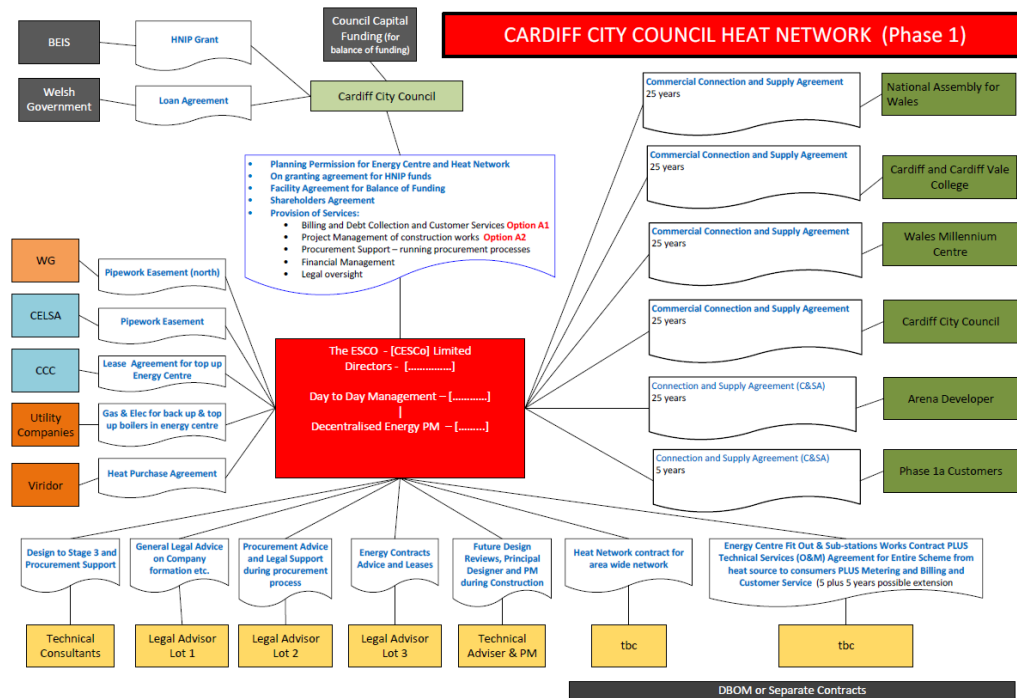 CARDIFF CITY COUNCIL HEAT NETWORK  (Phase 1)
BEIS
HNIP Grant
Council Capital
Funding (for
balance of funding)
Welsh
Government
Loan Agreement
Cardiff City Council
Planning Permission for Energy Centre and Heat Network
On granting agreement for HNIP funds
Facility Agreement for Balance of Funding
Shareholders Agreement
Provision of Services:
Billing and Debt Collection and Customer Services Option A1
Project Management of construction works  Option A2
Procurement Support – running procurement processes
Financial Management
Legal oversight
Commercial Connection and Supply Agreement
25 years
National Assembly for
Wales
Commercial Connection and Supply Agreement
25 years
Cardiff and Cardiff Vale
College
Commercial Connection and Supply Agreement
25 years
Wales Millennium
Centre
Commercial Connection and Supply Agreement
25 years
Cardiff City Council
Connection and Supply Agreement (C&SA)
25 years
Arena Developer
Connection and Supply Agreement (C&SA)
5 years
Phase 1a Customers
WG
Pipework Easement (north)
CELSA
Pipework Easement
CCC
Lease  Agreement for top up
Energy Centre
Utility
Companies
Gas & Elec for back up & top
up boilers in energy centre
Viridor
Heat Purchase Agreement
The ESCO  - [CESCo] Limited
Directors -  [……………]
Day to Day Management – […………]
|
Decentralised Energy PM  – [………]
Design to Stage 3 and
Procurement Support
General Legal Advice
on Company
formation etc.
Procurement Advice
and Legal Support
during procurement
process
Energy Contracts
Advice and Leases
Future Design
Reviews, Principal
Designer and PM
during Construction
Heat Network contract for
area wide network
Energy Centre Fit Out & Sub-stations Works Contract PLUS
Technical Services (O&M) Agreement for Entire Scheme from
heat source to consumers PLUS Metering and Billing and
Customer Service  (5 plus 5 years possible extension
Technical
Consultants
Legal Advisor
Lot 1
Legal Advisor
Lot 2
Legal Advisor
Lot 3
Technical
Adviser & PM
tbc
tbc
DBOM or Separate Contracts